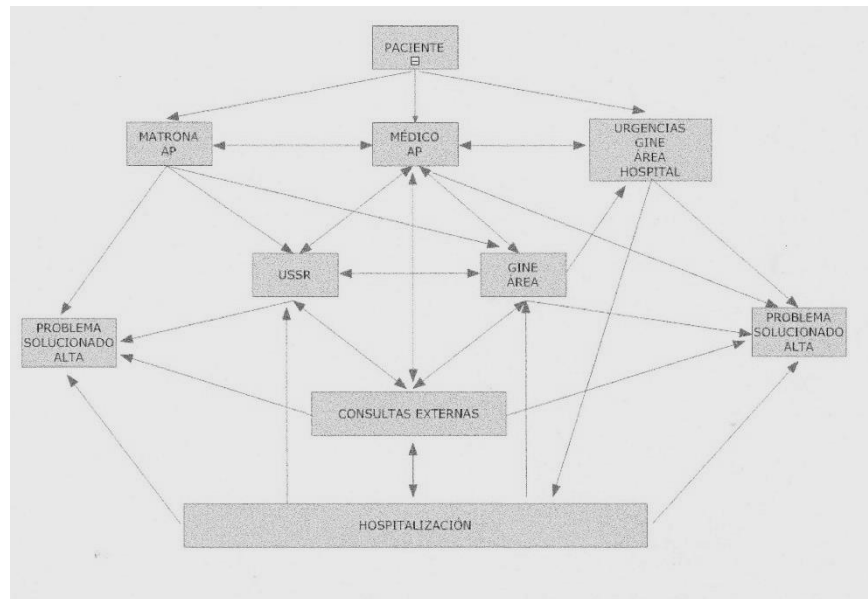 PACIENTE
MATRONA
AP
MÉDICO
AP
URGENCIAS
GINE
ÁREA
HOSPITAL
USSR
GINE
ÁREA
PROBLEMA
SOLUCIONADO
ALTA
PROBLEMA
SOLUCIONADO
ALTA
CONSULTAS EXTERNAS
HOSPITALIZACIÓN